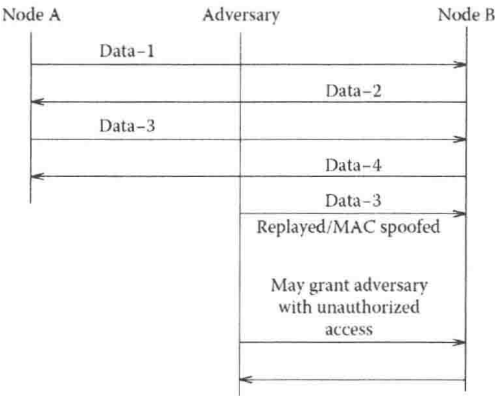 Node A Adversary Node B
Data–1
Data–2
Data–3
Data–4
Data–3
Replayed/MAC spoofed
May grant adversary
with unauthorized
access